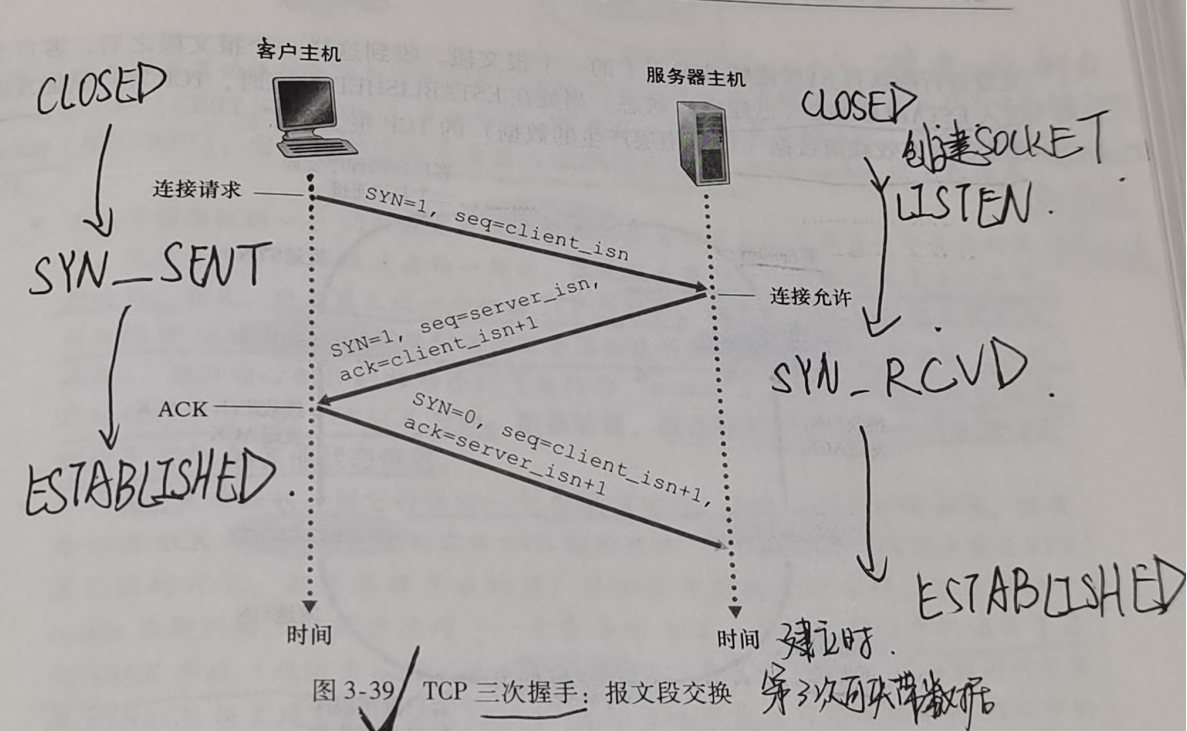 客户主机
服务器主机
CLOSED
CLOSED
创建SOCKET
LISTEN.
连接请求
SYN=1, seq=client_isn
SYN_SENT
连接允许
SYN=1, seq=server_isn,
ack=client_isn+1
SYN_RCVD.
ACK
SYN=0, seq=client_isn+1,
ack=server_isn+1
ESTABLISHED.
ESTABLISHED
时间
时间
建立时.
第3次可携带数据
图 3-39 TCP 三次握手：报文段交换